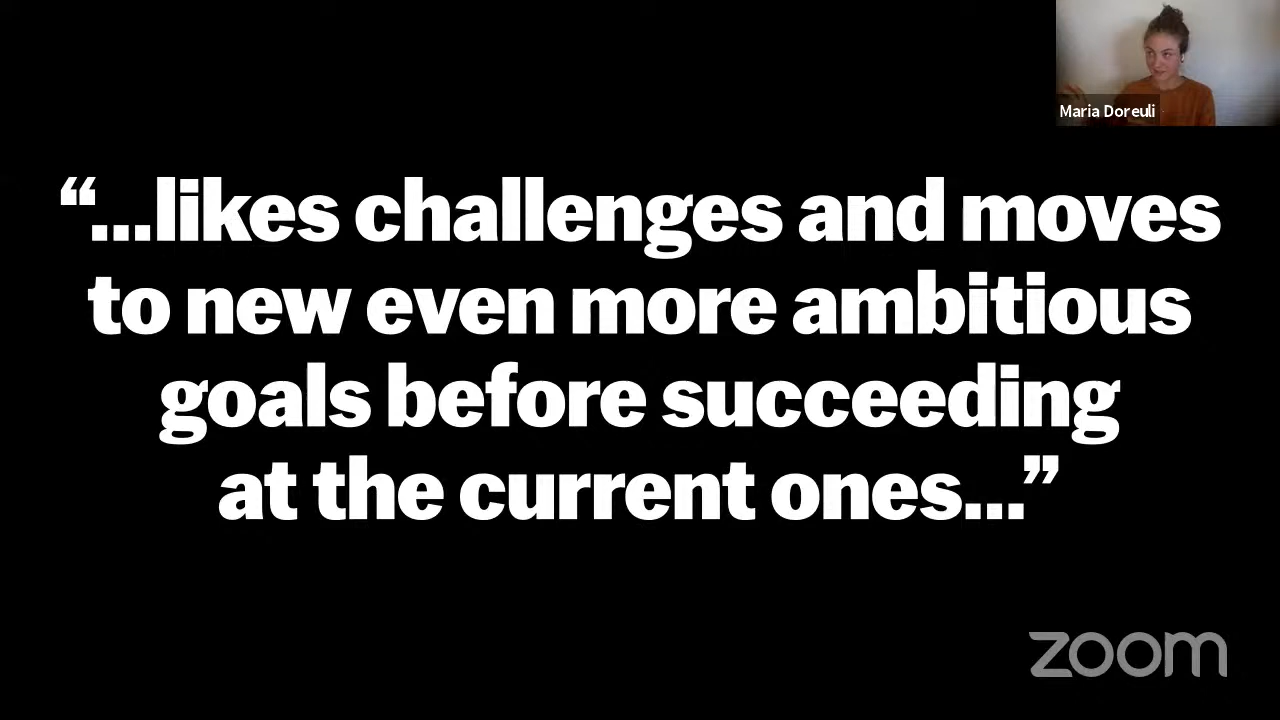 Maria Doreuli
“...likes challenges and moves
to new even more ambitious
goals before succeeding
at the current ones...”
zoom